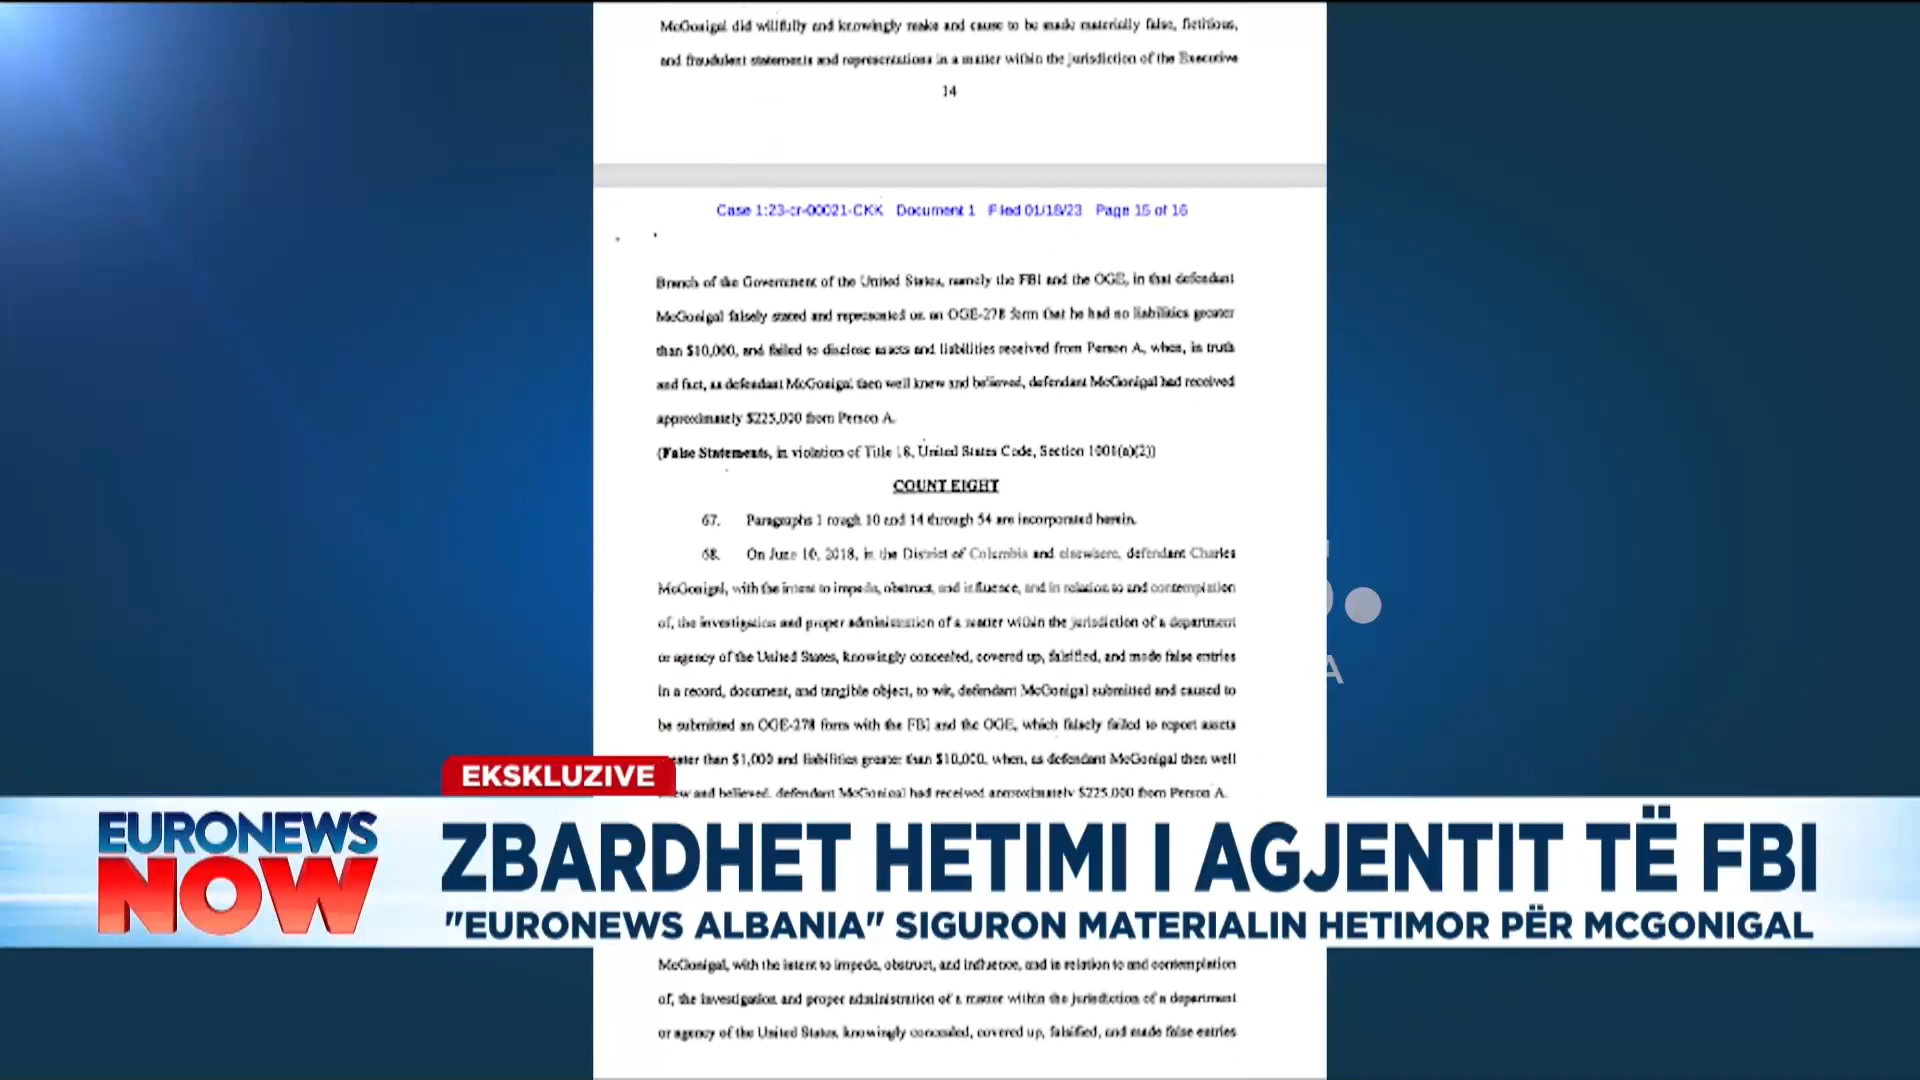 McGonigal did willfully and knowingly make and cause to be made materially false, fictitious,
and fraudulent statements and representations in a matter within the jurisdiction of the Executive
14
Case 1:23-cr-00021-CKK Document 1 Filed 01/18/23 Page 15 of 16
Branch of the Government of the United States, namely the FBI and the OGE, in that defendant
McGonigal falsely stated and represented on an OGE-278 form that he had no liabilities greater
than $10,000, and failed to disclose assets and liabilities received from Person A, when, in truth
and fact, as defendant McGonigal then well knew and believed, defendant McGonigal had received
approximately $225,000 from Person A.
(False Statements, in violation of Title 18, United States Code, Section 1001(a)(2))
COUNT EIGHT
67. Paragraphs 1 rough 10 and 14 through 54 are incorporated herein.
68. On June 10, 2018, in the District of Columbia and elsewhere, defendant Charles
McGonigal, with the intent to impede, obstruct, and influence, and in relation to and contemplation
of, the investigation and proper administration of a matter within the jurisdiction of a department
or agency of the United States, knowingly concealed, covered up, falsified, and made false entries
in a record, document, and tangible object, to wit, defendant McGonigal submitted and caused to
be submitted an OGE-278 form with the FBI and the OGE, which falsely failed to report assets
eater than $1,000 and liabilities greater than $10,000, when, as defendant McGonigal then well
ew and believed, defendant McGonigal had received approximately $225,000 from Person A.
EKSKLUZIVE
EURONEWS
NOW
ZBARDHET HETIMI I AGJENTIT TË FBI
"EURONEWS ALBANIA" SIGURON MATERIALIN HETIMOR PËR MCGONIGAL
McGonigal, with the intent to impede, obstruct, and influence, and in relation to and contemplation
of, the investigation and proper administration of a matter within the jurisdiction of a department
or agency of the United States, knowingly concealed, covered up, falsified, and made false entries